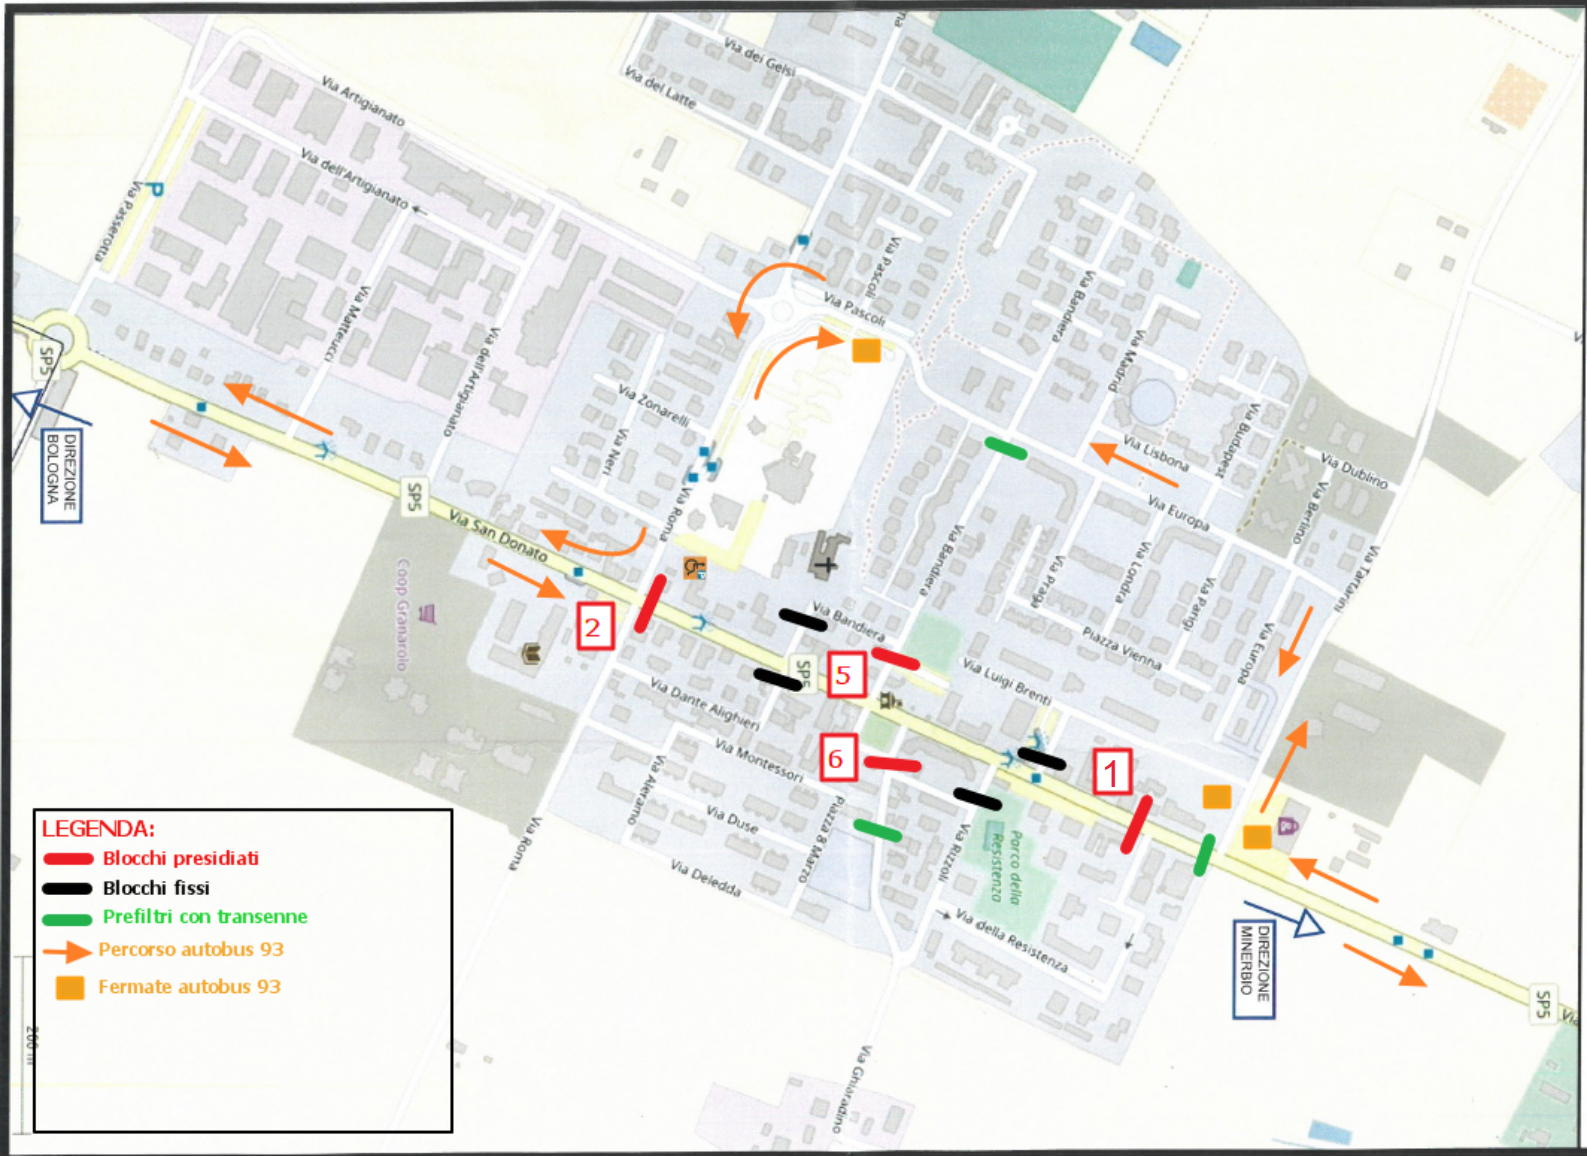 Via dei Gelsi
Via del Latte
Via Artigianato
Via dell'Artigianato
Via Passerotta
P
Via Matteucci
Via dell'Artigianato
Via Pascoli
Via Pascoli
Via Bandiera
Via Madrid
Via Zonarelli
Via Neri
Via Roma
Via Lisbona
Via Budapest
Via Dublino
Via Berlino
Via Europa
Via Tartarini
SP5
DIREZIONE
BOLOGNA
SP5
Via San Donato
Coop Granarolo
Via Bandiera
Via Praga
Via Londra
Via Parigi
Piazza Vienna
Via Europa
2
Via Bandiera
5
SP5
Via Luigi Brenti
Via Dante Alighieri
Via Montessori
6
1
Via Aleramo
Via Duse
Piazza 8 Marzo
Via Rizzoli
Parco della
Resistenza
Via Roma
Via Deledda
Via della Resistenza
DIREZIONE
MINERBIO
SP5
Via Ghiaradino
LEGENDA:
Blocchi presidiati
Blocchi fissi
Prefiltri con transenne
Percorso autobus 93
Fermate autobus 93
200 m